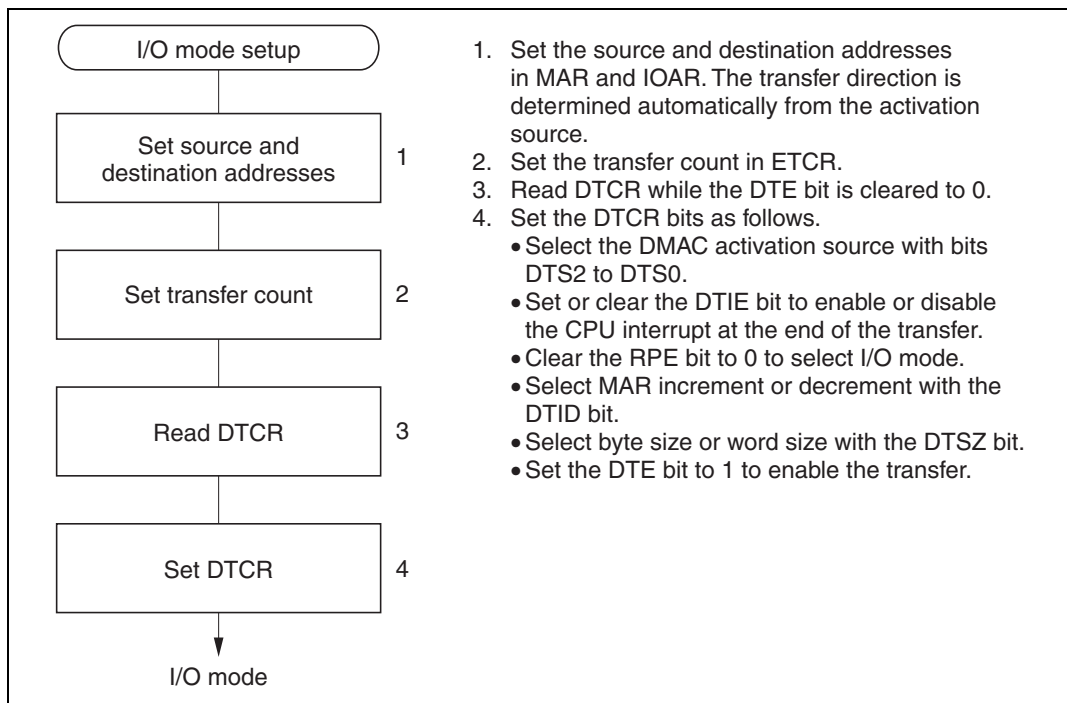 I/O mode setup
Set source and
destination addresses
1
Set transfer count
2
Read DTCR
3
Set DTCR
4
I/O mode
1. Set the source and destination addresses
in MAR and IOAR. The transfer direction is
determined automatically from the activation
source.
2. Set the transfer count in ETCR.
3. Read DTCR while the DTE bit is cleared to 0.
4. Set the DTCR bits as follows.
• Select the DMAC activation source with bits
DTS2 to DTS0.
• Set or clear the DTIE bit to enable or disable
the CPU interrupt at the end of the transfer.
• Clear the RPE bit to 0 to select I/O mode.
• Select MAR increment or decrement with the
DTID bit.
• Select byte size or word size with the DTSZ bit.
• Set the DTE bit to 1 to enable the transfer.